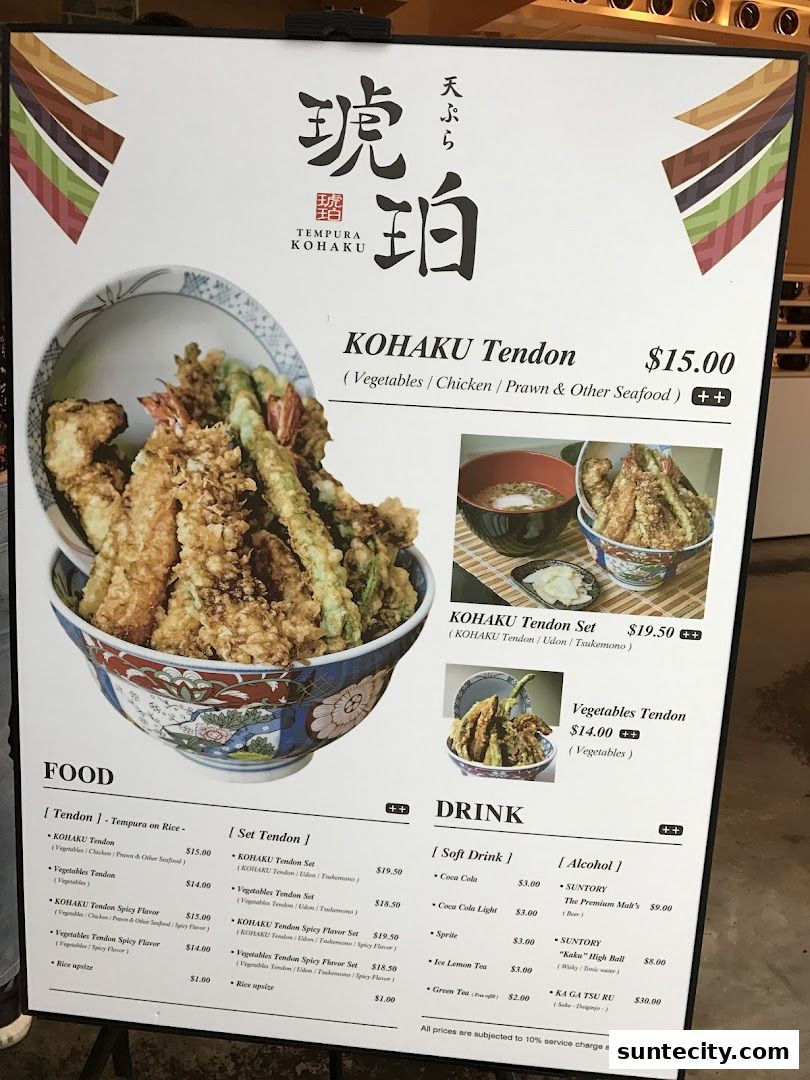 天ぷら
琥珀
琥珀
TEMPURA
KOHAKU
KOHAKU Tendon $15.00
( Vegetables / Chicken / Prawn & Other Seafood ) ++
KOHAKU Tendon Set $19.50 ++
( KOHAKU Tendon / Udon / Tsukemono )
Vegetables Tendon
$14.00 ++
( Vegetables )
FOOD ++
[ Tendon ] - Tempura on Rice -
• KOHAKU Tendon $15.00
( Vegetables / Chicken / Prawn & Other Seafood )
• Vegetables Tendon $14.00
( Vegetables )
• KOHAKU Tendon Spicy Flavor $15.00
( Vegetables / Chicken / Prawn & Other Seafood / Spicy Flavor )
• Vegetables Tendon Spicy Flavor $14.00
( Vegetables / Spicy Flavor )
• Rice upsize $1.00
[ Set Tendon ]
• KOHAKU Tendon Set $19.50
( KOHAKU Tendon / Udon / Tsukemono )
• Vegetables Tendon Set $18.50
( Vegetables Tendon / Udon / Tsukemono )
• KOHAKU Tendon Spicy Flavor Set $19.50
( KOHAKU Tendon / Udon / Tsukemono / Spicy Flavor )
• Vegetables Tendon Spicy Flavor Set $18.50
( Vegetables Tendon / Udon / Tsukemono / Spicy Flavor )
• Rice upsize $1.00
DRINK ++
[ Soft Drink ]
• Coca Cola $3.00
• Coca Cola Light $3.00
• Sprite $3.00
• Ice Lemon Tea $3.00
• Green Tea ( Free refill ) $2.00
[ Alcohol ]
• SUNTORY
The Premium Malt's $9.00
( Beer )
• SUNTORY
"Kaku" High Ball $8.00
( Wisky / Tonic water )
• KA GA TSU RU $30.00
( Sake - Daiginjo - )
All prices are subjected to 10% service charge
suntecity.com